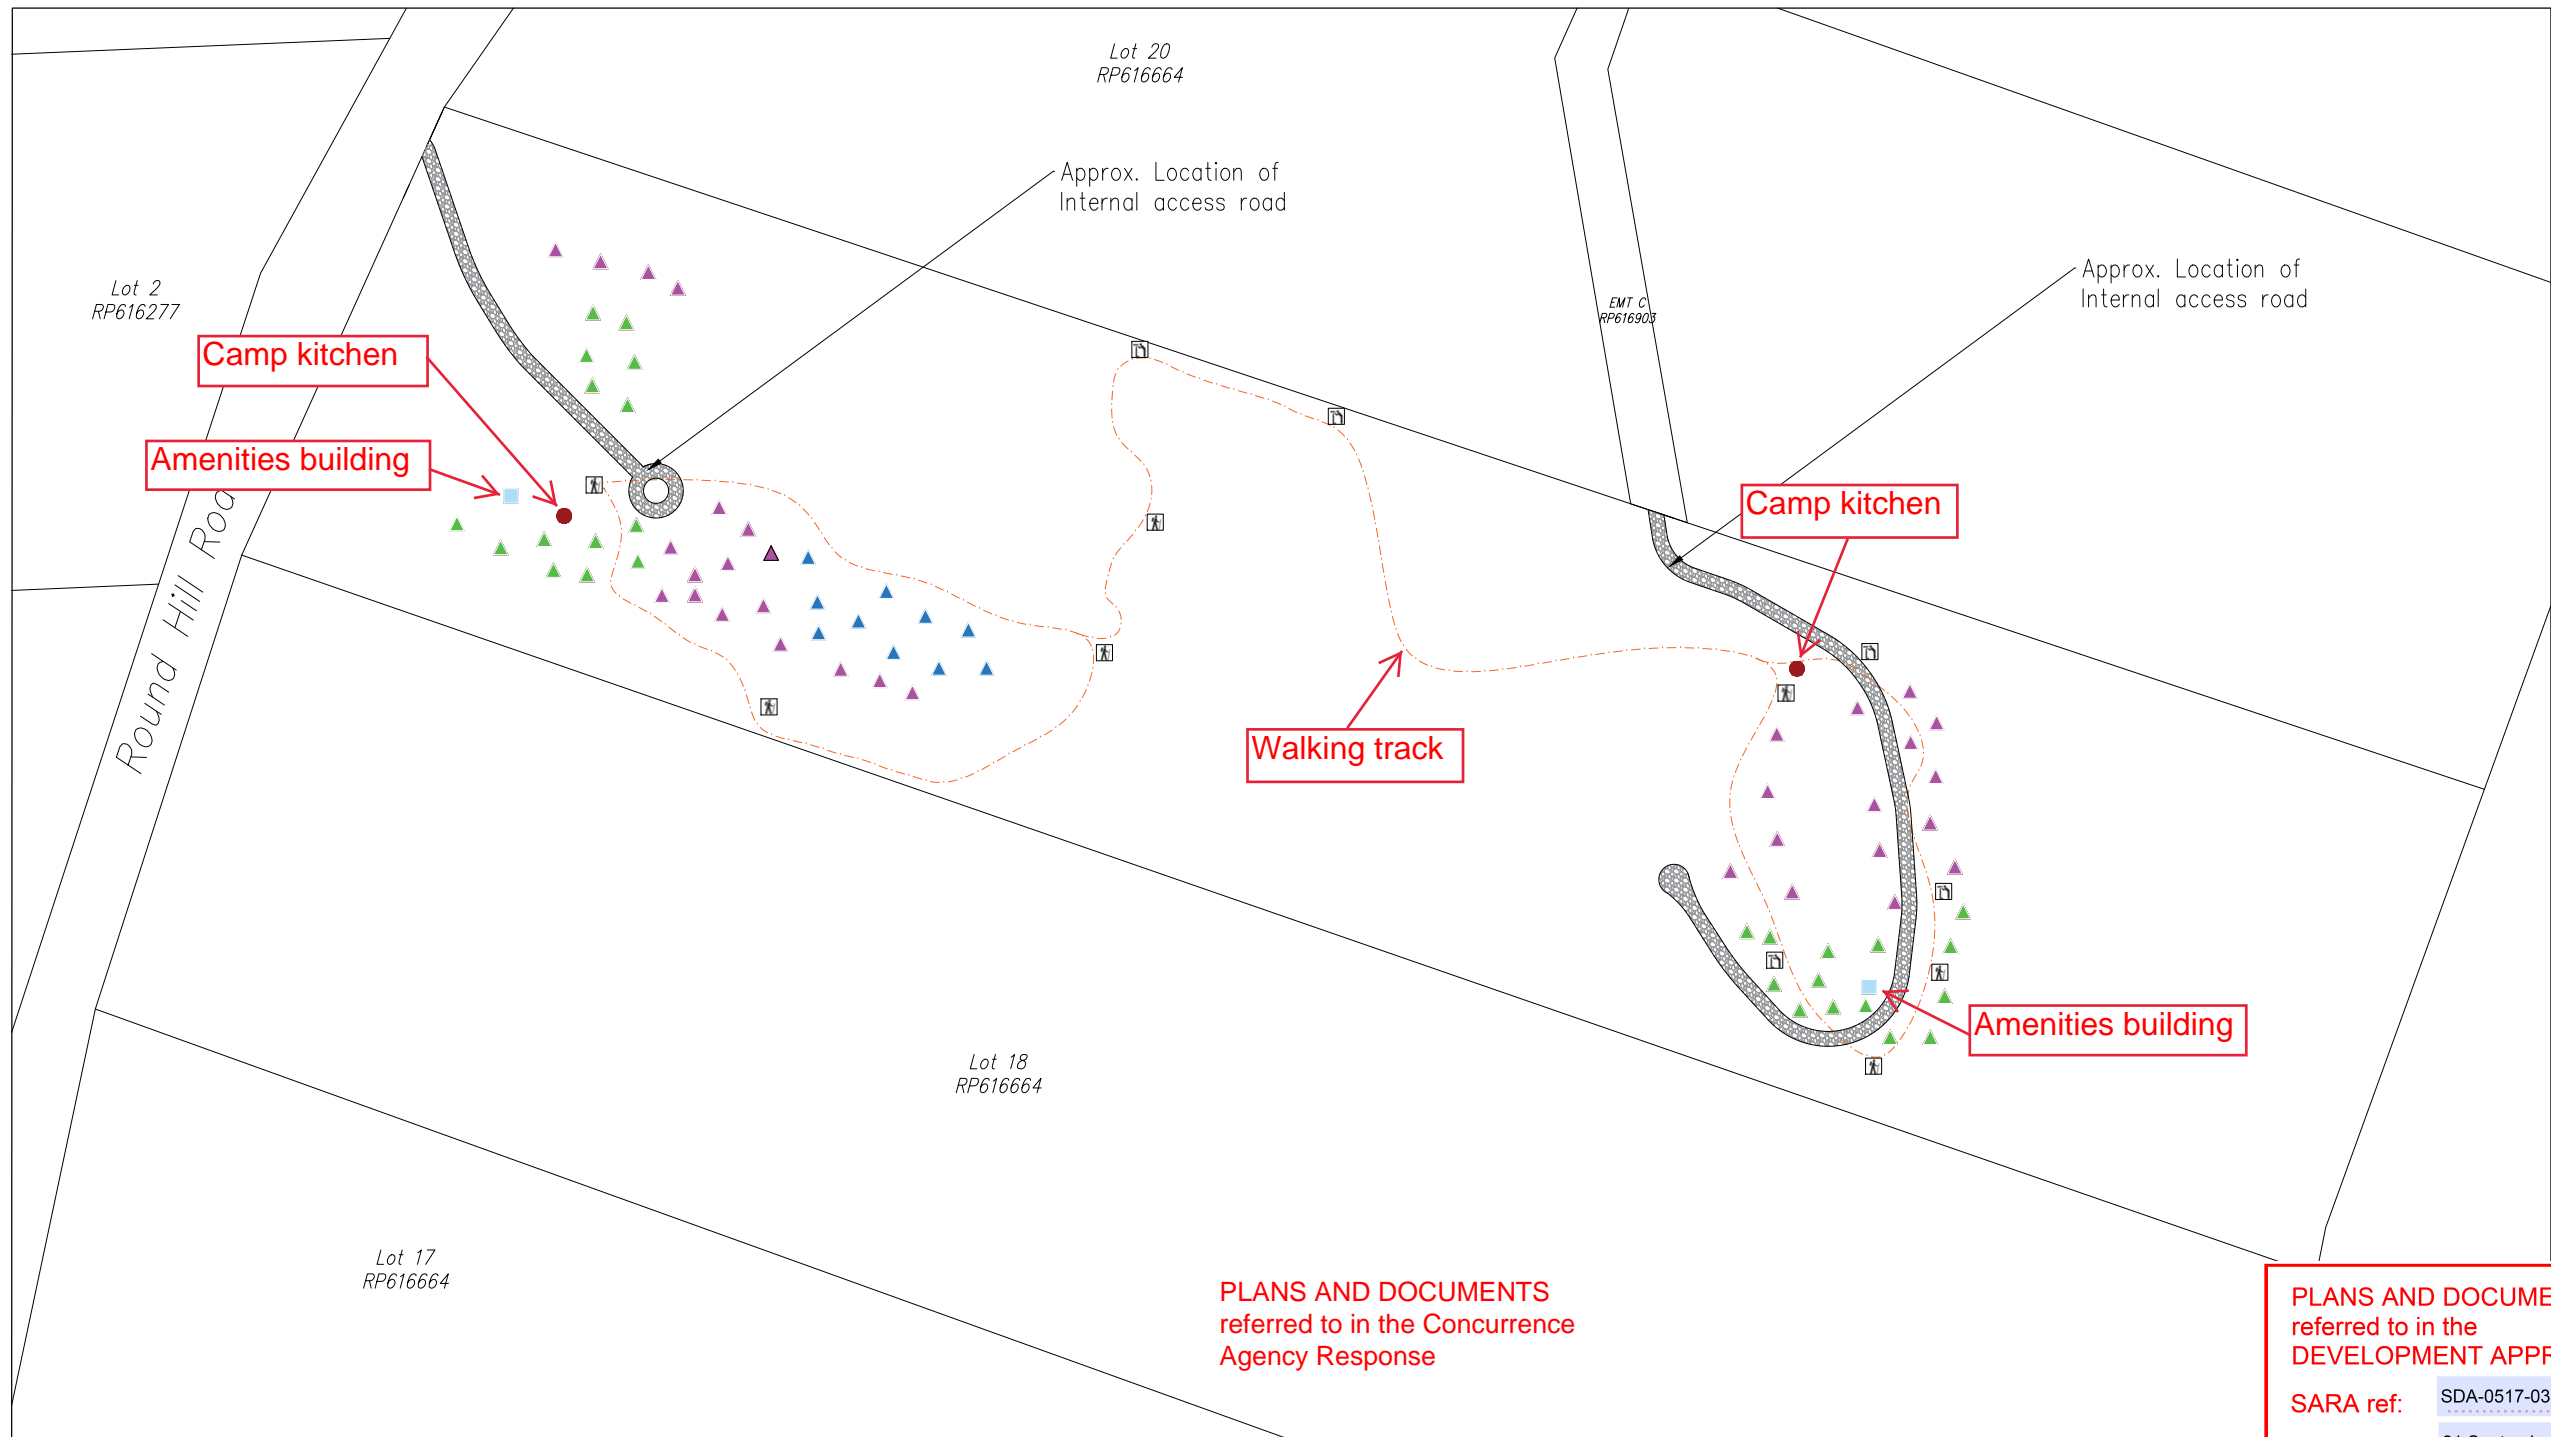 Lot 20
RP616664
Approx. Location of
Internal access road
Approx. Location of
Internal access road
Lot 2
RP616277
EMT C
RP616903
Camp kitchen
Amenities building
Camp kitchen
Round Hill
Walking track
Amenities building
Lot 18
RP616664
Lot 17
RP616664
PLANS AND DOCUMENTS
referred to in the Concurrence
Agency Response
PLANS AND DOCUME
referred to in the
DEVELOPMENT APPR
SARA ref: SDA-0517-03